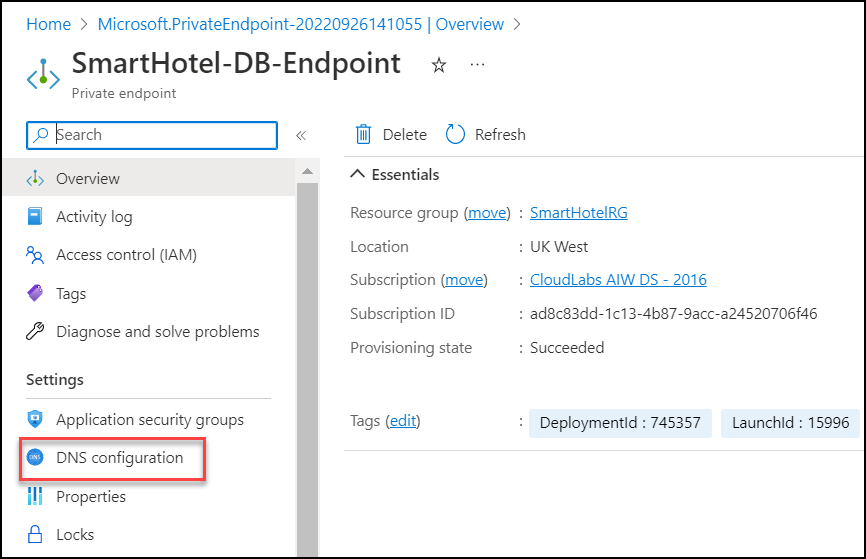 Home > Microsoft.PrivateEndpoint-20220926141055 | Overview >
SmartHotel-DB-Endpoint ☆ ...
Private endpoint
Search «
Delete Refresh
Overview
Activity log
Access control (IAM)
Tags
Diagnose and solve problems
Settings
Application security groups
DNS
DNS configuration
Properties
Locks
Essentials
Resource group (move) : SmartHotelRG
Location : UK West
Subscription (move) : CloudLabs AIW DS - 2016
Subscription ID : ad8c83dd-1c13-4b87-9acc-a24520706f46
Provisioning state : Succeeded
Tags (edit) : DeploymentId : 745357 LaunchId : 15996